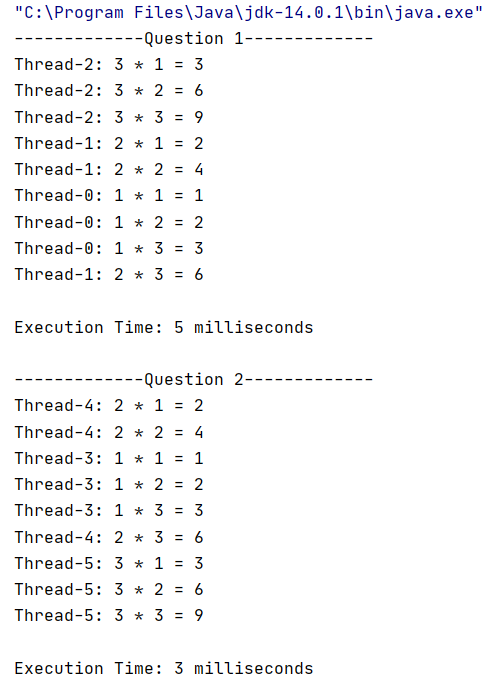 "C:\Program Files\Java\jdk-14.0.1\bin\java.exe"
-------------Question 1-------------
Thread-2: 3 * 1 = 3
Thread-2: 3 * 2 = 6
Thread-2: 3 * 3 = 9
Thread-1: 2 * 1 = 2
Thread-1: 2 * 2 = 4
Thread-0: 1 * 1 = 1
Thread-0: 1 * 2 = 2
Thread-0: 1 * 3 = 3
Thread-1: 2 * 3 = 6
Execution Time: 5 milliseconds
-------------Question 2-------------
Thread-4: 2 * 1 = 2
Thread-4: 2 * 2 = 4
Thread-3: 1 * 1 = 1
Thread-3: 1 * 2 = 2
Thread-3: 1 * 3 = 3
Thread-4: 2 * 3 = 6
Thread-5: 3 * 1 = 3
Thread-5: 3 * 2 = 6
Thread-5: 3 * 3 = 9
Execution Time: 3 milliseconds